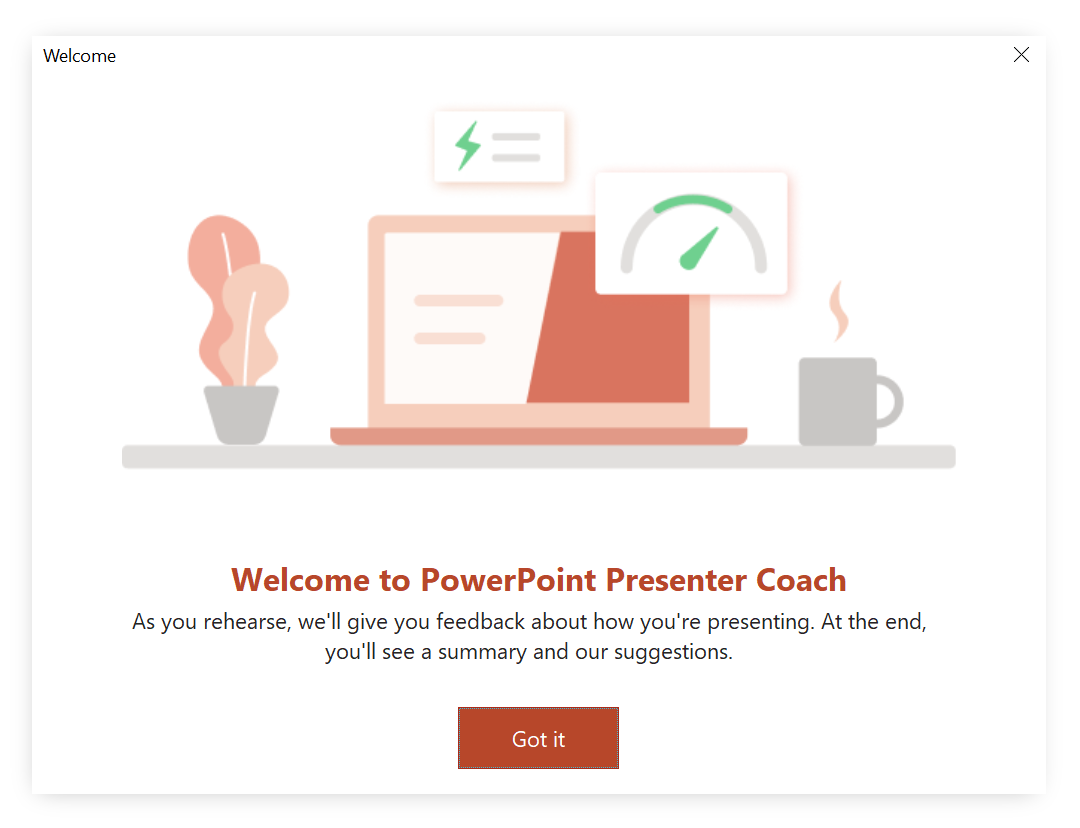 Welcome
Welcome to PowerPoint Presenter Coach
As you rehearse, we'll give you feedback about how you're presenting. At the end,
you'll see a summary and our suggestions.
Got it